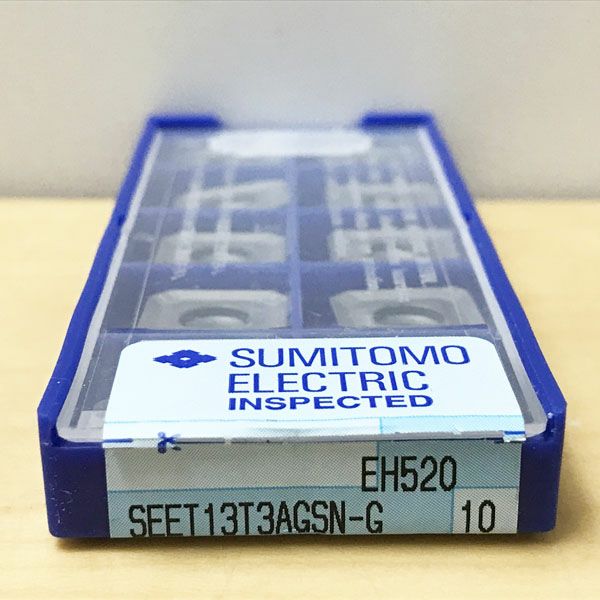 SUMITOMO
ELECTRIC
INSPECTED
EH520
SEET13T3AGSN-G 10